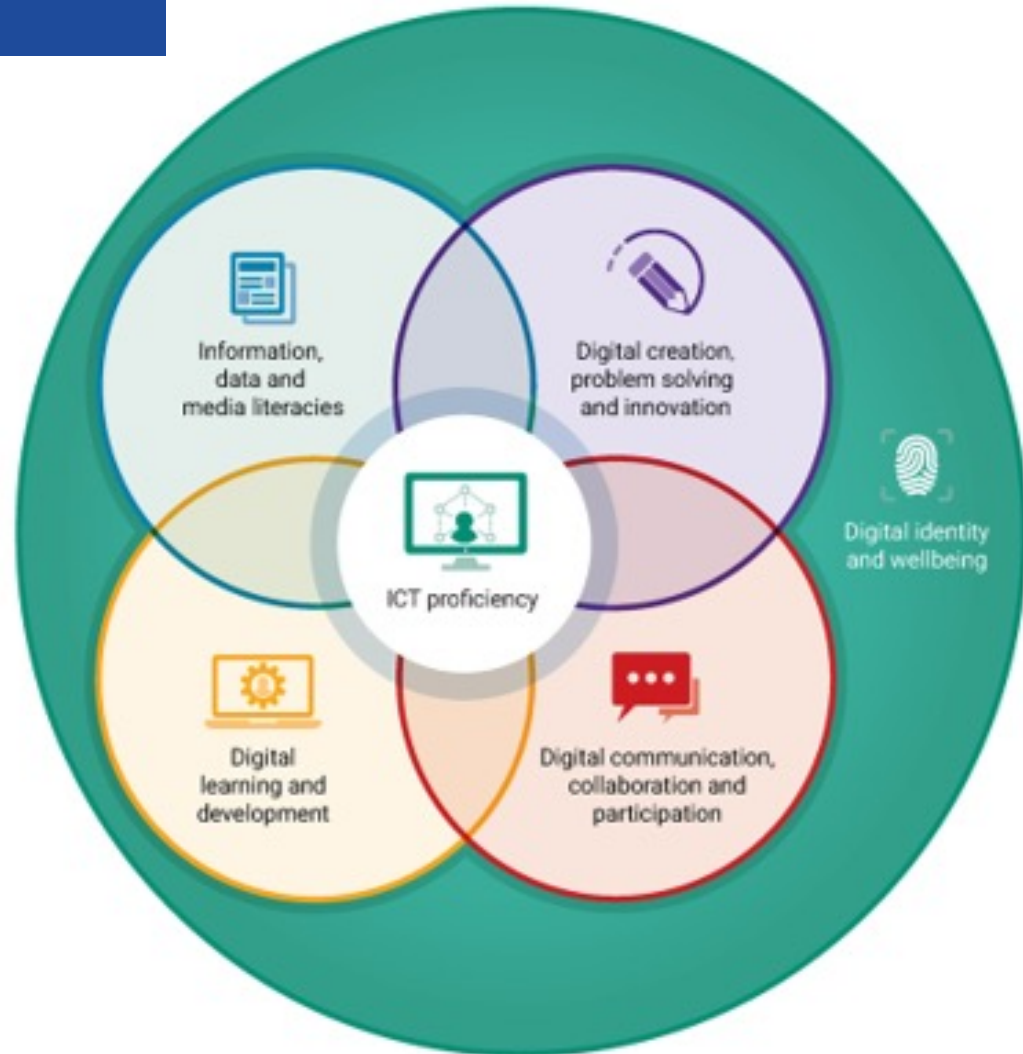 Information,
data and
media literacies
Digital creation,
problem solving
and innovation
Digital identity
and wellbeing
ICT proficiency
Digital
learning and
development
Digital communication,
collaboration and
participation